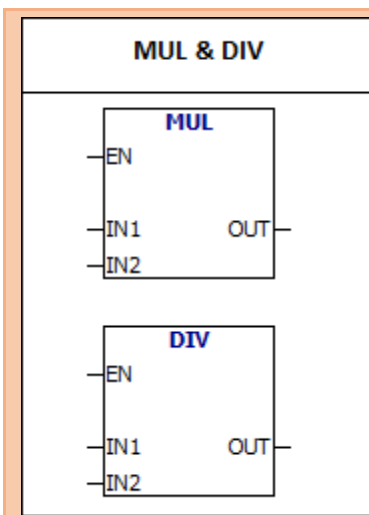 MUL & DIV
MUL
EN
IN1 OUT
IN2
DIV
EN
IN1 OUT
IN2